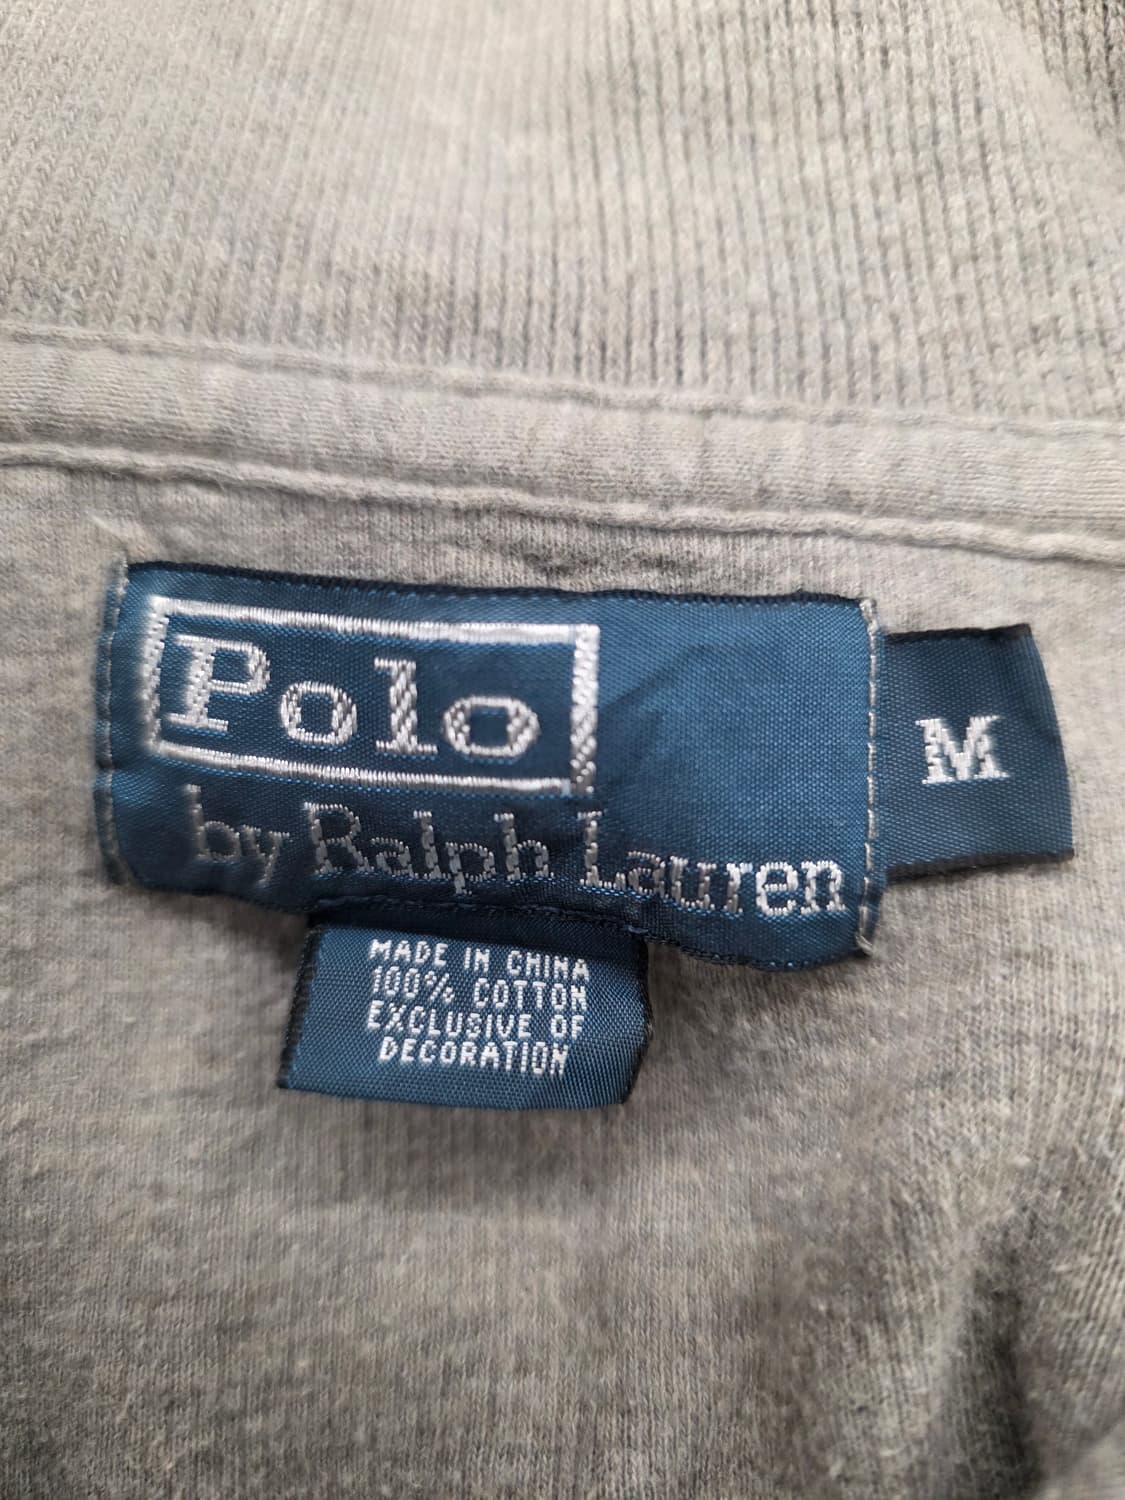 Polo
by Ralph Lauren
M
MADE IN CHINA
100% COTTON
EXCLUSIVE OF
DECORATION